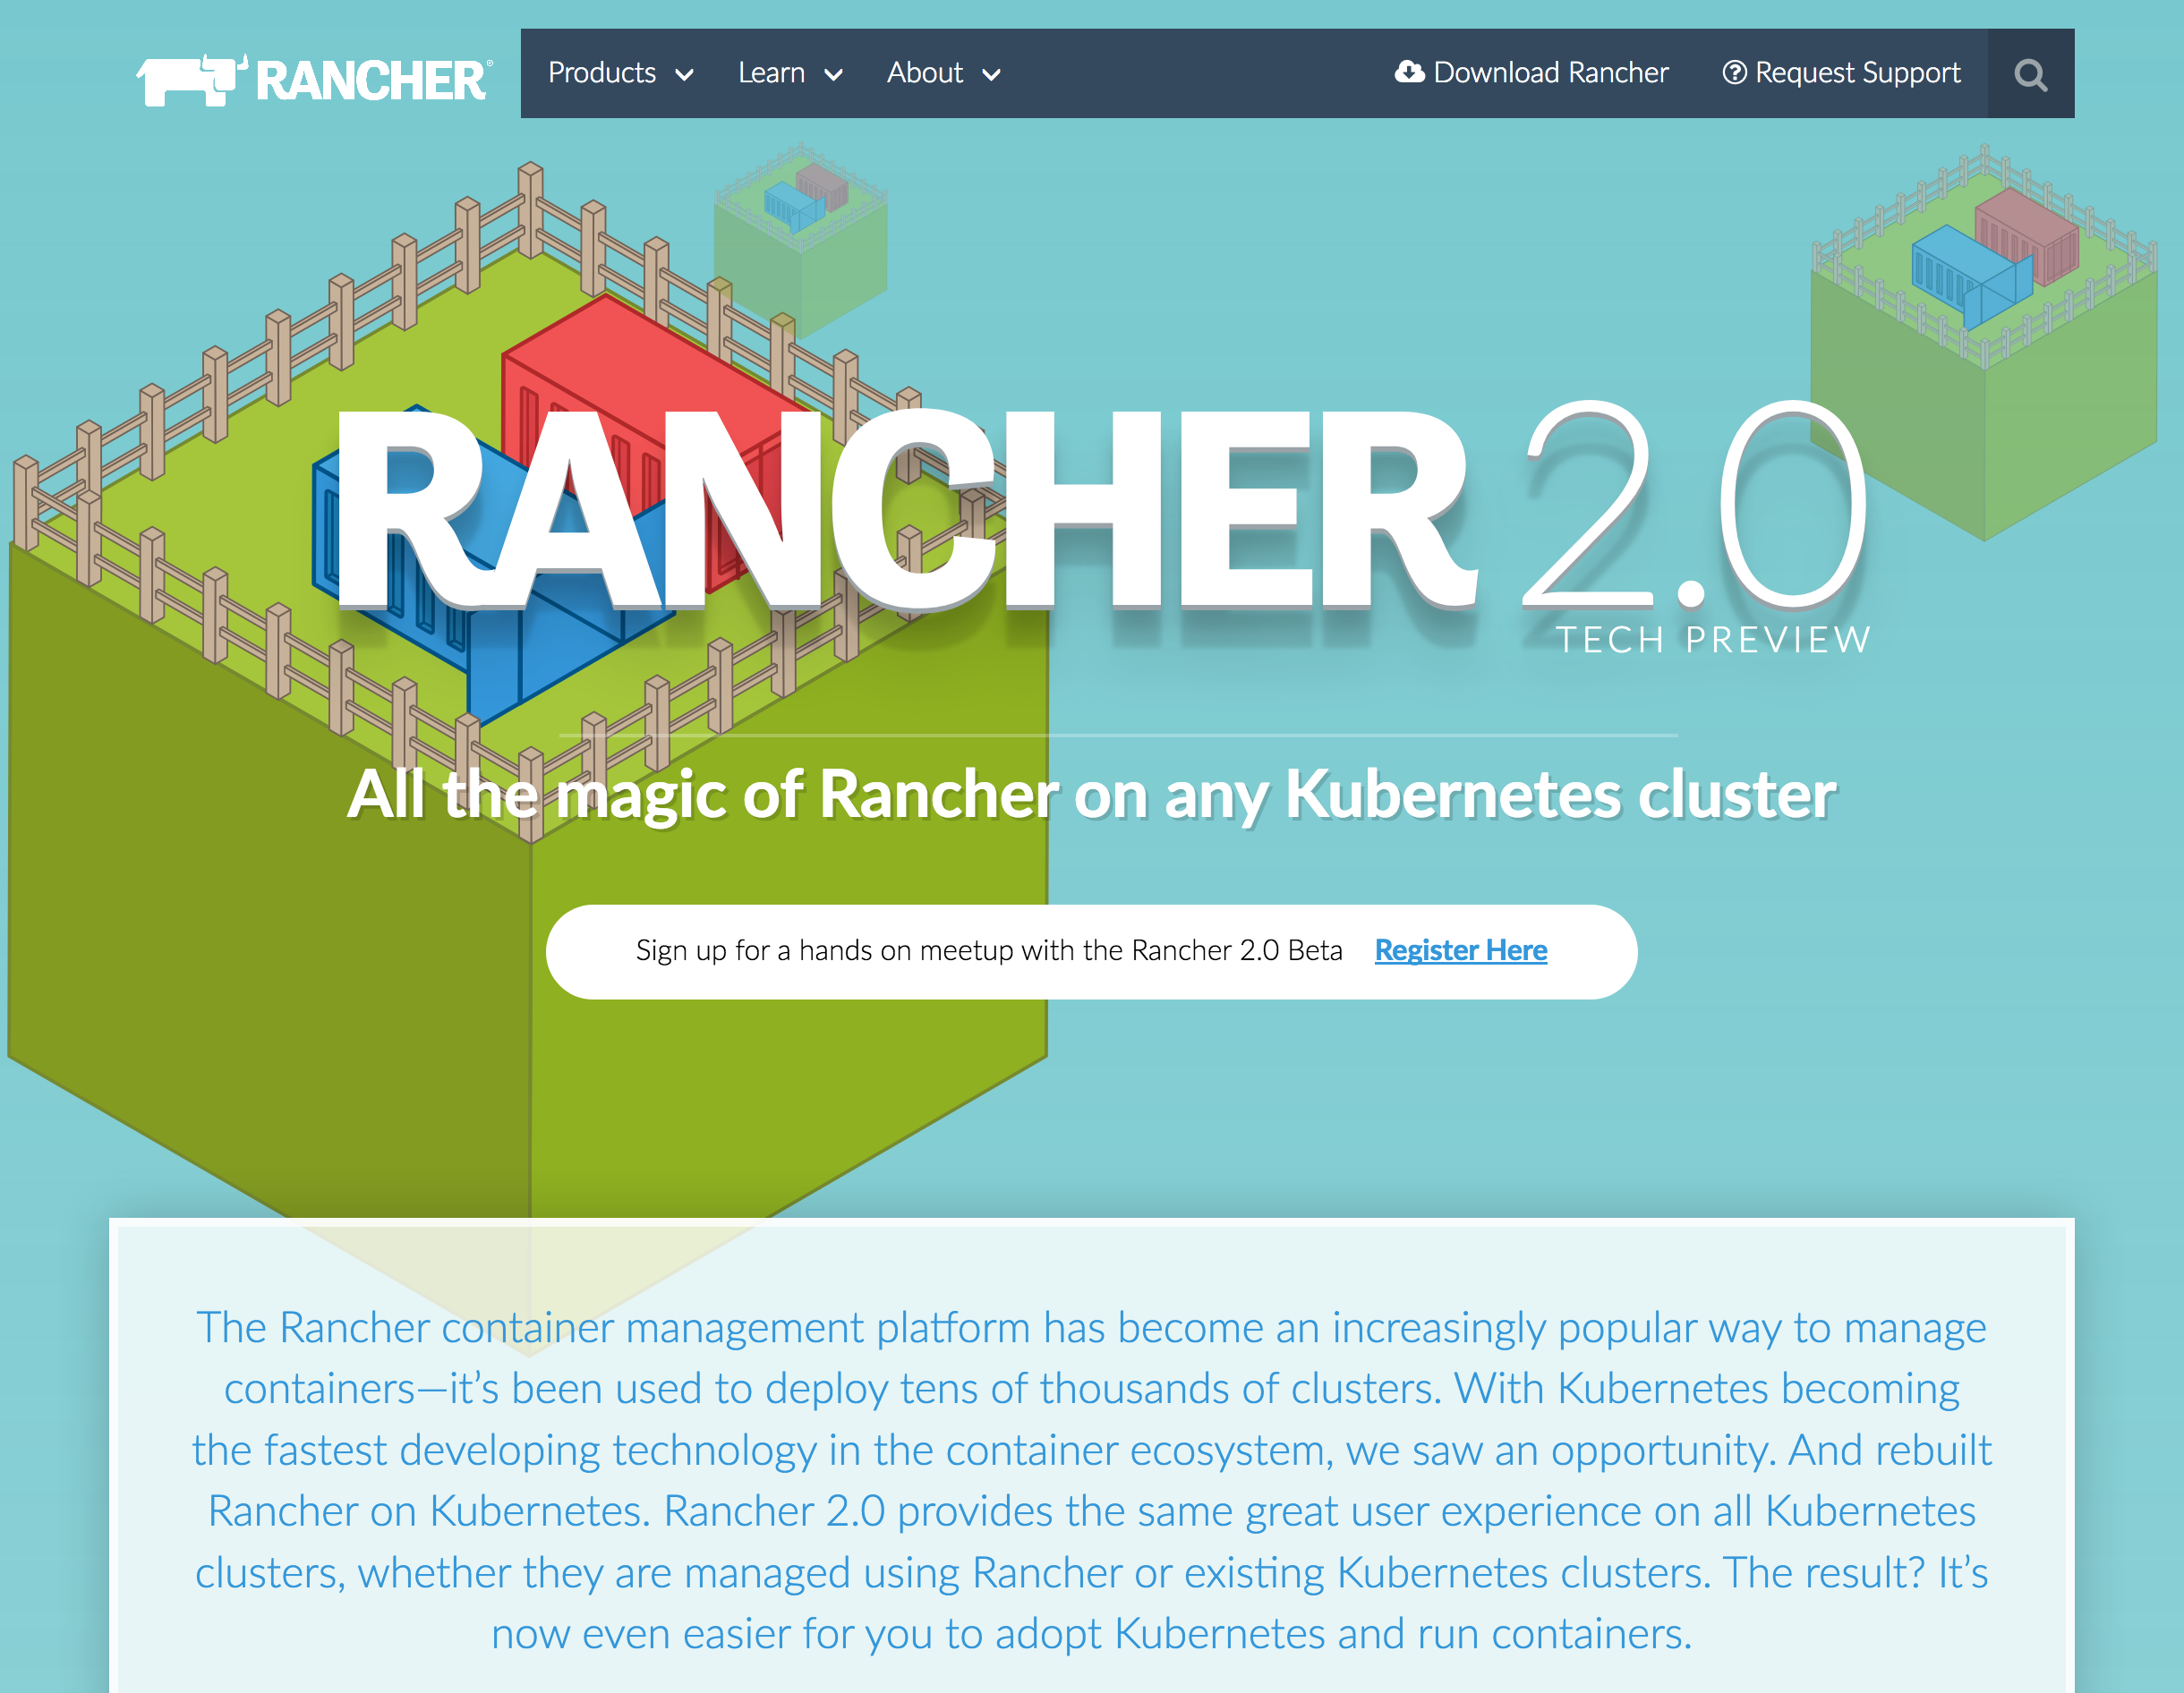 RANCHER®
Products Learn About Download Rancher Request Support
RANCHER 2.0
TECH PREVIEW
All the magic of Rancher on any Kubernetes cluster
Sign up for a hands on meetup with the Rancher 2.0 Beta Register Here
The Rancher container management platform has become an increasingly popular way to manage
containers—it’s been used to deploy tens of thousands of clusters. With Kubernetes becoming
the fastest developing technology in the container ecosystem, we saw an opportunity. And rebuilt
Rancher on Kubernetes. Rancher 2.0 provides the same great user experience on all Kubernetes
clusters, whether they are managed using Rancher or existing Kubernetes clusters. The result? It’s
now even easier for you to adopt Kubernetes and run containers.